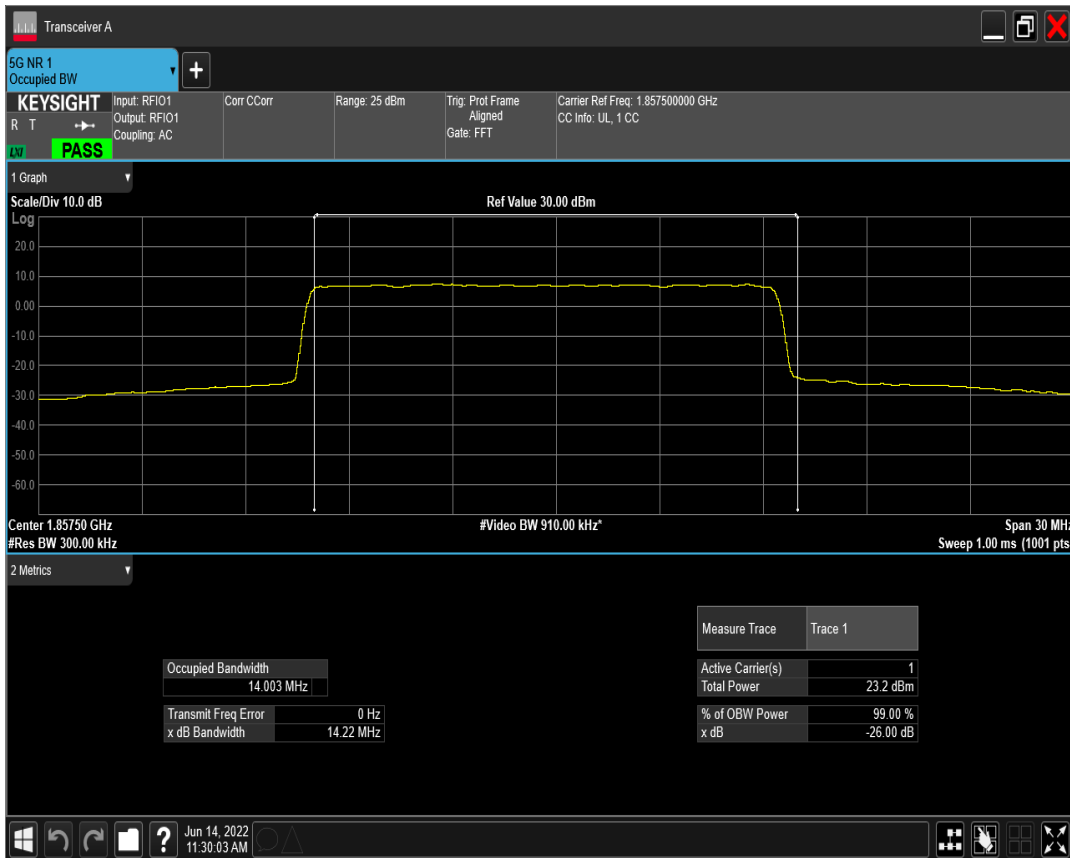 Transceiver A
5G NR 1
Occupied BW
KEYSIGHT
R T
LXI
PASS
Input: RFIO1
Output: RFIO1
Coupling: AC
Corr CCorr
Range: 25 dBm
Trig: Prot Frame
Aligned
Gate: FFT
Carrier Ref Freq: 1.857500000 GHz
CC Info: UL, 1 CC
1 Graph
Scale/Div 10.0 dB
Ref Value 30.00 dBm
Log
20.0
10.0
0.00
-10.0
-20.0
-30.0
-40.0
-50.0
-60.0
Center 1.85750 GHz
#Video BW 910.00 kHz*
Span 30 MHz
#Res BW 300.00 kHz
Sweep 1.00 ms (1001 pts
2 Metrics
Measure Trace Trace 1
Occupied Bandwidth
14.003 MHz
Active Carrier(s) 1
Total Power 23.2 dBm
Transmit Freq Error 0 Hz
x dB Bandwidth 14.22 MHz
% of OBW Power 99.00 %
x dB -26.00 dB
?
Jun 14, 2022
11:30:03 AM